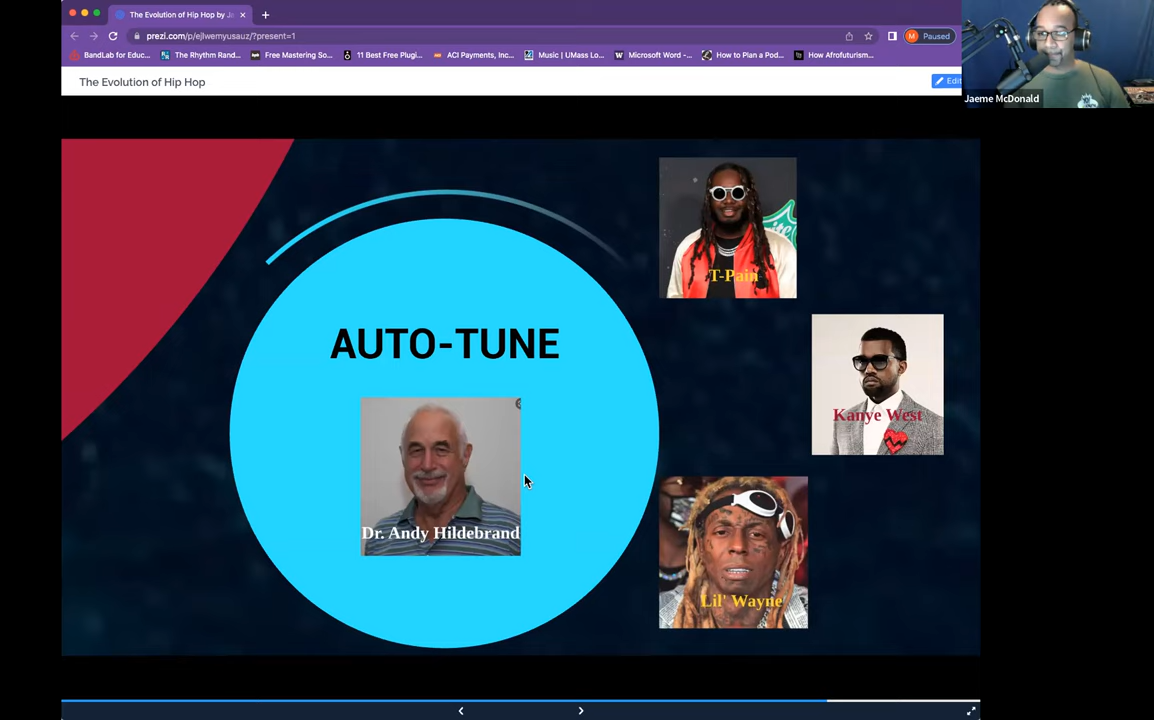 The Evolution of Hip Hop by Ja
prezi.com/p/ejlwemyusauz/?present=1
M Paused
BandLab for Educ... The Rhythm Rand... Free Mastering So... 11 Best Free Plugi... ACI Payments, Inc... Music | UMass Lo... Microsoft Word -... How to Plan a Pod... How Afrofuturism...
The Evolution of Hip Hop
Edit
Jaeme McDonald
AUTO-TUNE
Dr. Andy Hildebrand
T-Pain
Kanye West
Lil' Wayne